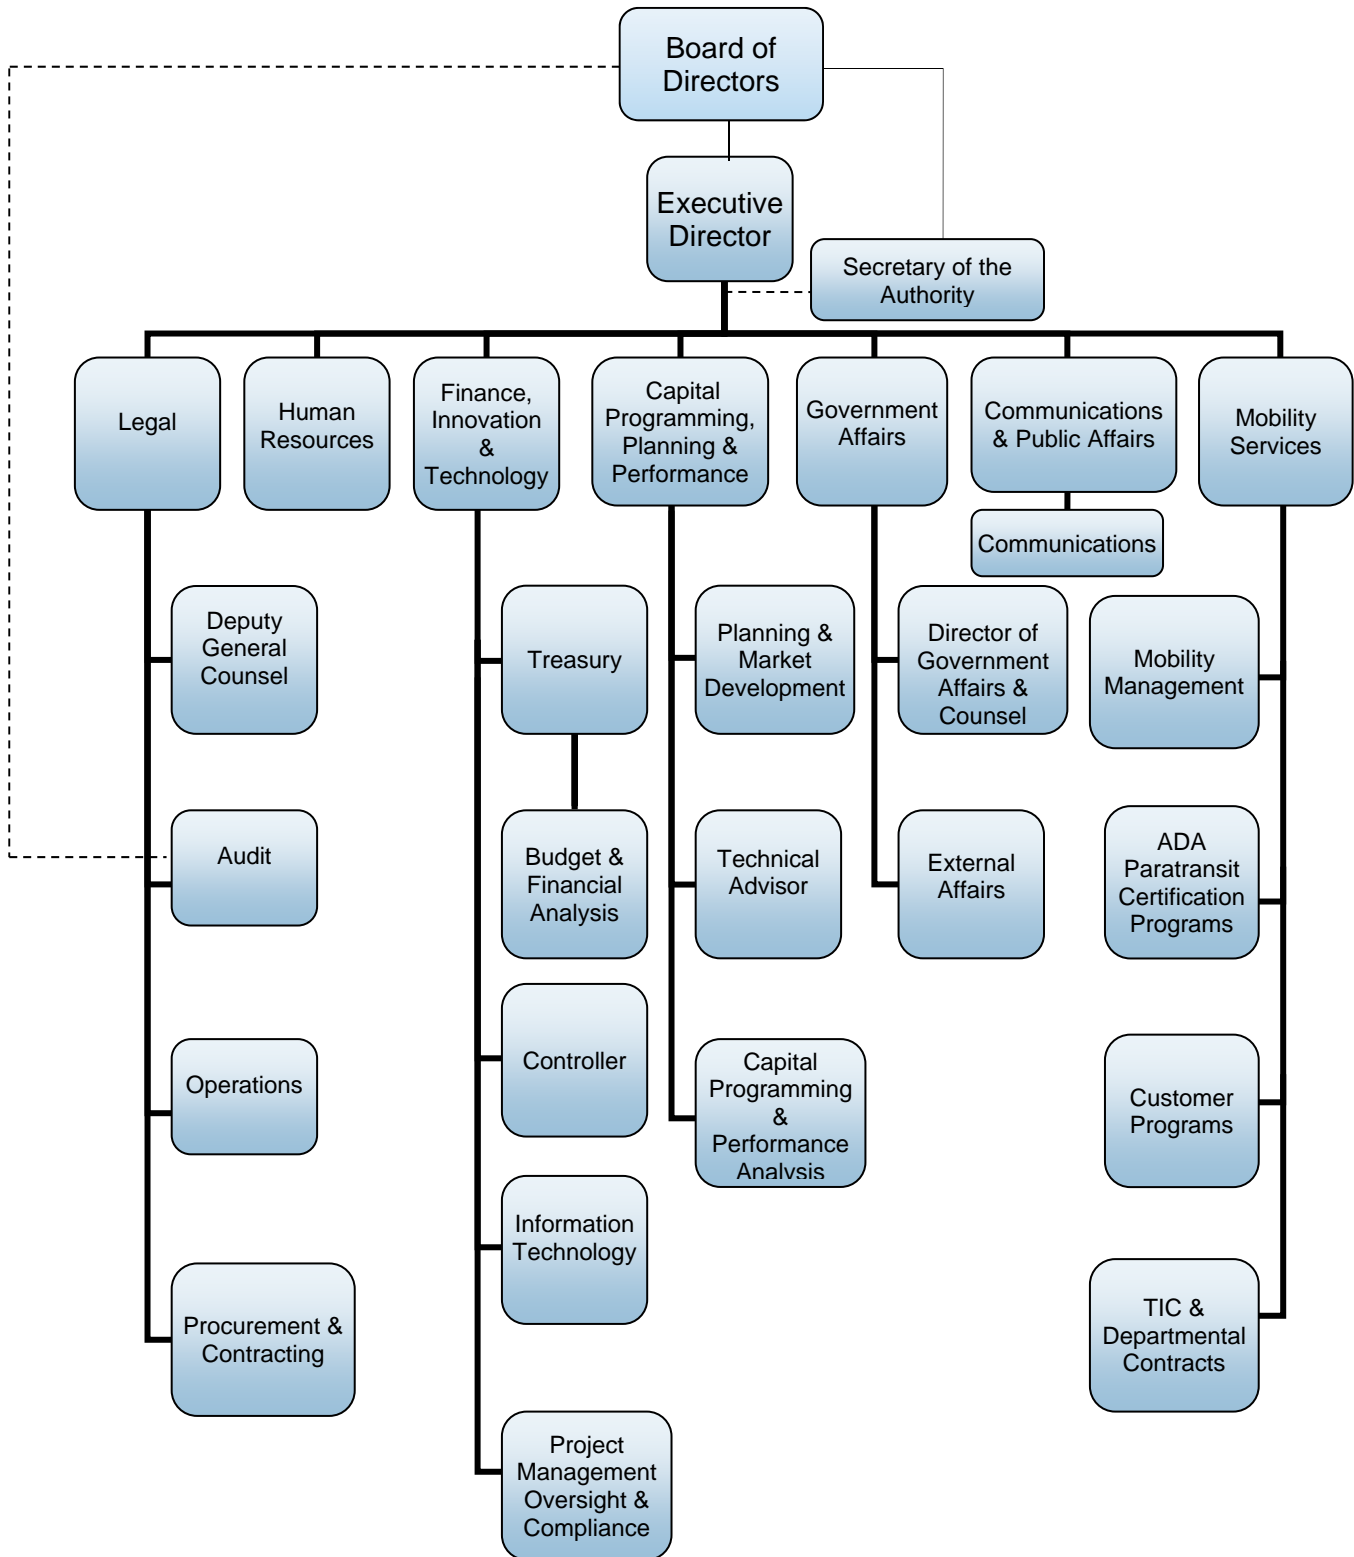 Board of
Directors
Executive
Director
Secretary of the
Authority
Legal
Human
Resources
Finance,
Innovation
&
Technology
Capital
Programming,
Planning &
Performance
Government
Affairs
Communications
& Public Affairs
Mobility
Services
Communications
Deputy
General
Counsel
Treasury
Planning &
Market
Development
Director of
Government
Affairs &
Counsel
Mobility
Management
Audit
Budget &
Financial
Analysis
Technical
Advisor
External
Affairs
ADA
Paratransit
Certification
Programs
Operations
Controller
Capital
Programming
&
Performance
Analysis
Customer
Programs
Information
Technology
Procurement &
Contracting
TIC &
Departmental
Contracts
Project
Management
Oversight &
Compliance